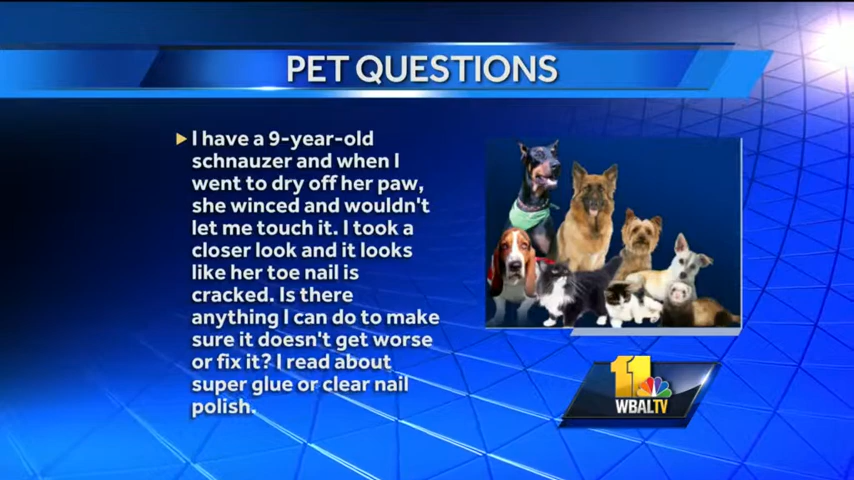 PET QUESTIONS
I have a 9-year-old
schnauzer and when I
went to dry off her paw,
she winced and wouldn't
let me touch it. I took a
closer look and it looks
like her toe nail is
cracked. Is there
anything I can do to make
sure it doesn't get worse
or fix it? I read about
super glue or clear nail
polish.
11
WBALTV